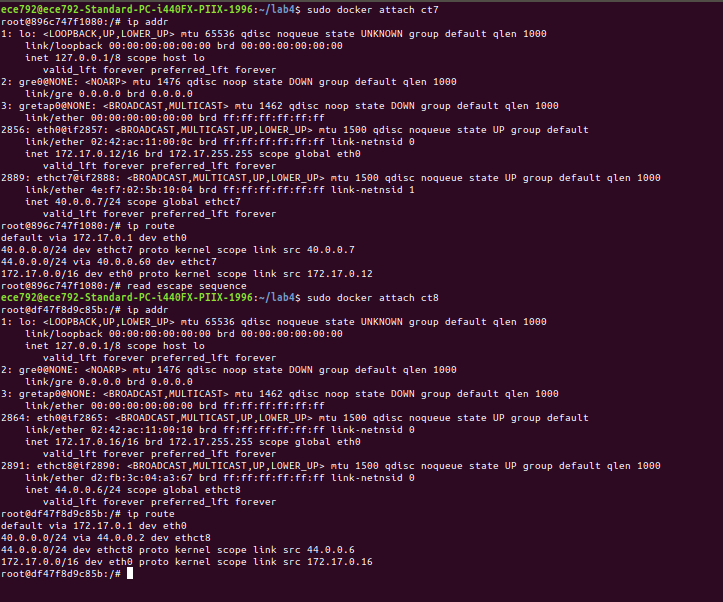 ece792@ece792-Standard-PC-i440FX-PIIX-1996:~/lab4$ sudo docker attach ct7
root@896c747f1080:/# ip addr
1: lo: <LOOPBACK,UP,LOWER_UP> mtu 65536 qdisc noqueue state UNKNOWN group default qlen 1000
    link/loopback 00:00:00:00:00:00 brd 00:00:00:00:00:00
    inet 127.0.0.1/8 scope host lo
       valid_lft forever preferred_lft forever
2: gre0@NONE: <NOARP> mtu 1476 qdisc noop state DOWN group default qlen 1000
    link/gre 0.0.0.0 brd 0.0.0.0
3: gretap0@NONE: <BROADCAST,MULTICAST> mtu 1462 qdisc noop state DOWN group default qlen 1000
    link/ether 00:00:00:00:00:00 brd ff:ff:ff:ff:ff:ff
2856: eth0@if2857: <BROADCAST,MULTICAST,UP,LOWER_UP> mtu 1500 qdisc noqueue state UP group default
    link/ether 02:42:ac:11:00:0c brd ff:ff:ff:ff:ff:ff link-netnsid 0
    inet 172.17.0.12/16 brd 172.17.255.255 scope global eth0
       valid_lft forever preferred_lft forever
2889: ethct7@if2888: <BROADCAST,MULTICAST,UP,LOWER_UP> mtu 1500 qdisc noqueue state UP group default qlen 1000
    link/ether 4e:f7:02:5b:10:04 brd ff:ff:ff:ff:ff:ff link-netnsid 1
    inet 40.0.0.7/24 scope global ethct7
       valid_lft forever preferred_lft forever
root@896c747f1080:/# ip route
default via 172.17.0.1 dev eth0
40.0.0.0/24 dev ethct7 proto kernel scope link src 40.0.0.7
44.0.0.0/24 via 40.0.0.60 dev ethct7
172.17.0.0/16 dev eth0 proto kernel scope link src 172.17.0.12
root@896c747f1080:/# read escape sequence
ece792@ece792-Standard-PC-i440FX-PIIX-1996:~/lab4$ sudo docker attach ct8
root@df47f8d9c85b:/# ip addr
1: lo: <LOOPBACK,UP,LOWER_UP> mtu 65536 qdisc noqueue state UNKNOWN group default qlen 1000
    link/loopback 00:00:00:00:00:00 brd 00:00:00:00:00:00
    inet 127.0.0.1/8 scope host lo
       valid_lft forever preferred_lft forever
2: gre0@NONE: <NOARP> mtu 1476 qdisc noop state DOWN group default qlen 1000
    link/gre 0.0.0.0 brd 0.0.0.0
3: gretap0@NONE: <BROADCAST,MULTICAST> mtu 1462 qdisc noop state DOWN group default qlen 1000
    link/ether 00:00:00:00:00:00 brd ff:ff:ff:ff:ff:ff
2864: eth0@if2865: <BROADCAST,MULTICAST,UP,LOWER_UP> mtu 1500 qdisc noqueue state UP group default
    link/ether 02:42:ac:11:00:10 brd ff:ff:ff:ff:ff:ff link-netnsid 0
    inet 172.17.0.16/16 brd 172.17.255.255 scope global eth0
       valid_lft forever preferred_lft forever
2891: ethct8@if2890: <BROADCAST,MULTICAST,UP,LOWER_UP> mtu 1500 qdisc noqueue state UP group default qlen 1000
    link/ether d2:fb:3c:04:a3:67 brd ff:ff:ff:ff:ff:ff link-netnsid 0
    inet 44.0.0.6/24 scope global ethct8
       valid_lft forever preferred_lft forever
root@df47f8d9c85b:/# ip route
default via 172.17.0.1 dev eth0
40.0.0.0/24 via 44.0.0.2 dev ethct8
44.0.0.0/24 dev ethct8 proto kernel scope link src 44.0.0.6
172.17.0.0/16 dev eth0 proto kernel scope link src 172.17.0.16
root@df47f8d9c85b:/#